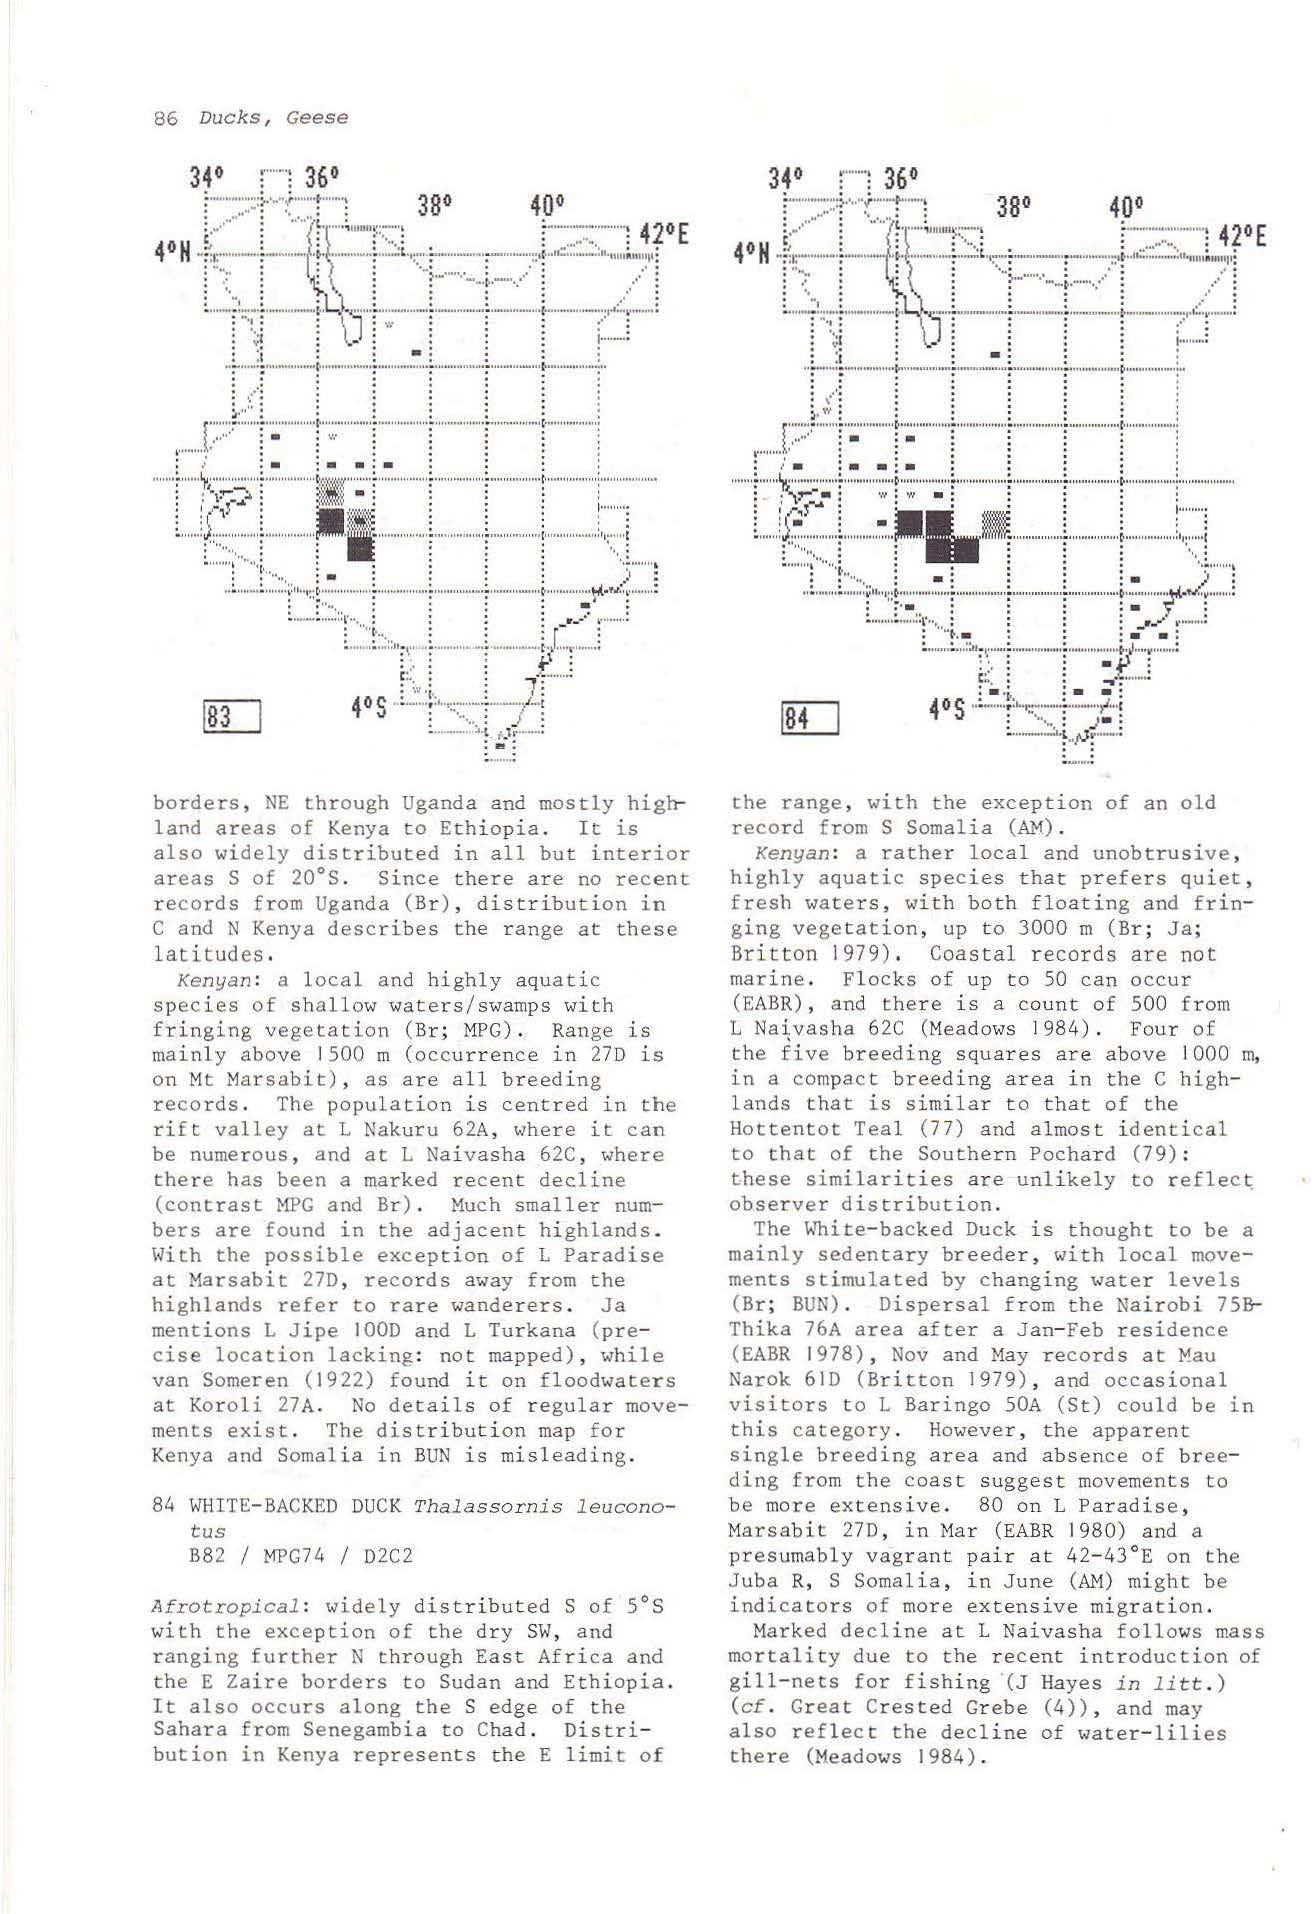 86 Ducks, Geese
34° 36°
38° 40°
42°E
4°N
4°S
83
34° 36°
38° 40°
42°E
4°N
4°S
84
borders, NE through Uganda and mostly high-
land areas of Kenya to Ethiopia. It is
also widely distributed in all but interior
areas S of 20°S. Since there are no recent
records from Uganda (Br), distribution in
C and N Kenya describes the range at these
latitudes.
Kenyan: a local and highly aquatic
species of shallow waters/swamps with
fringing vegetation (Br; MPG). Range is
mainly above 1500 m (occurrence in 27D is
on Mt Marsabit), as are all breeding
records. The population is centred in the
rift valley at L Nakuru 62A, where it can
be numerous, and at L Naivasha 62C, where
there has been a marked recent decline
(contrast MPG and Br). Much smaller num-
bers are found in the adjacent highlands.
With the possible exception of L Paradise
at Marsabit 27D, records away from the
highlands refer to rare wanderers. Ja
mentions L Jipe 100D and L Turkana (pre-
cise location lacking: not mapped), while
van Someren (1922) found it on floodwaters
at Koroli 27A. No details of regular move-
ments exist. The distribution map for
Kenya and Somalia in BUN is misleading.
84 WHITE-BACKED DUCK Thalassornis leucono-
tus
B82 / MPG74 / D2C2
Afrotropical: widely distributed S of 5°S
with the exception of the dry SW, and
ranging further N through East Africa and
the E Zaire borders to Sudan and Ethiopia.
It also occurs along the S edge of the
Sahara from Senegambia to Chad. Distri-
bution in Kenya represents the E limit of
the range, with the exception of an old
record from S Somalia (AM).
Kenyan: a rather local and unobtrusive,
highly aquatic species that prefers quiet,
fresh waters, with both floating and frin-
ging vegetation, up to 3000 m (Br; Ja;
Britton 1979). Coastal records are not
marine. Flocks of up to 50 can occur
(EABR), and there is a count of 500 from
L Naivasha 62C (Meadows 1984). Four of
the five breeding squares are above 1000 m,
in a compact breeding area in the C high-
lands that is similar to that of the
Hottentot Teal (77) and almost identical
to that of the Southern Pochard (79):
these similarities are unlikely to reflect
observer distribution.
The White-backed Duck is thought to be a
mainly sedentary breeder, with local move-
ments stimulated by changing water levels
(Br; BUN). Dispersal from the Nairobi 75B-
Thika 76A area after a Jan-Feb residence
(EABR 1978), Nov and May records at Mau
Narok 61D (Britton 1979), and occasional
visitors to L Baringo 50A (St) could be in
this category. However, the apparent
single breeding area and absence of bree-
ding from the coast suggest movements to
be more extensive. 80 on L Paradise,
Marsabit 27D, in Mar (EABR 1980) and a
presumably vagrant pair at 42-43°E on the
Juba R, S Somalia, in June (AM) might be
indicators of more extensive migration.
Marked decline at L Naivasha follows mass
mortality due to the recent introduction of
gill-nets for fishing (J Hayes in litt.)
(cf. Great Crested Grebe (4)), and may
also reflect the decline of water-lilies
there (Meadows 1984).